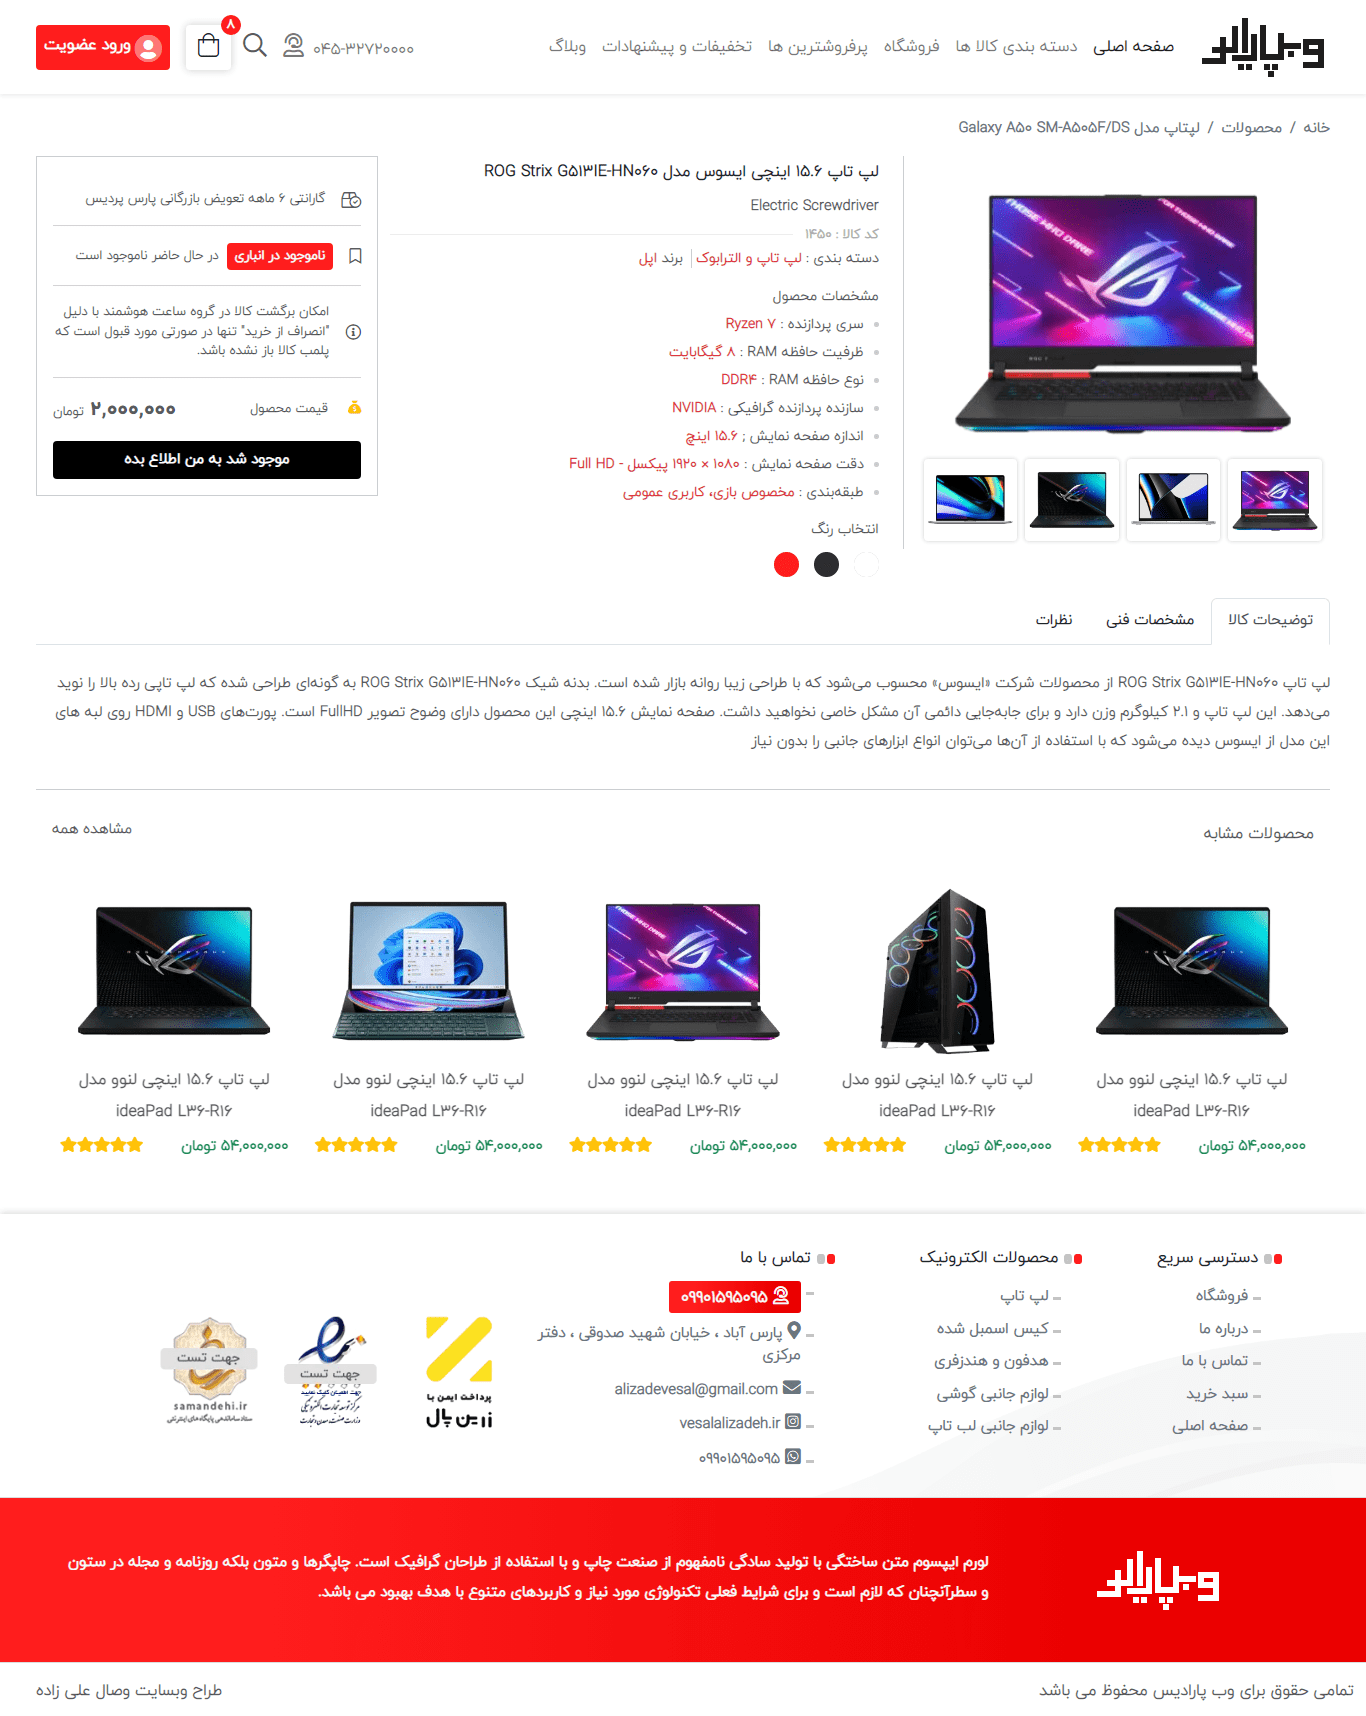 وب پارادایس
صفحه اصلی
دسته بندی کالا ها
فروشگاه
پرفروشترین ها
تخفیفات و پیشنهادات
وبلاگ
۰۴۵-۳۲۷۲۰۰۰۰
۸
ورود عضویت
خانه / محصولات / لپتاپ مدل Galaxy A۵۰ SM-A۵۰۵F/DS
لپ تاپ ۱۵.۶ اینچی ایسوس مدل ROG Strix G۵۱۳IE-HN۰۶۰
Electric Screwdriver
کد کالا : ۱۴۵۰
دسته بندی : لپ تاپ و الترابوک
برند اپل
مشخصات محصول
سری پردازنده : Ryzen ۷
ظرفیت حافظه RAM : ۸ گیگابایت
نوع حافظه RAM : DDR۴
سازنده پردازنده گرافیکی : NVIDIA
اندازه صفحه نمایش ; ۱۵.۶ اینچ
دقت صفحه نمایش : ۱۰۸۰ × ۱۹۲۰ پیکسل - Full HD
طبقه‌بندی : مخصوص بازی، کاربری عمومی
انتخاب رنگ
گارانتی ۶ ماهه تعویض بازرگانی پارس پردیس
ناموجود در انباری
در حال حاضر ناموجود است
امکان برگشت کالا در گروه ساعت هوشمند با دلیل
"انصراف از خرید" تنها در صورتی مورد قبول است که
پلمب کالا باز نشده باشد.
قیمت محصول
۲,۰۰۰,۰۰۰ تومان
موجود شد به من اطلاع بده
توضیحات کالا
مشخصات فنی
نظرات
لپ تاپ ROG Strix G۵۱۳IE-HN۰۶۰ از محصولات شرکت «ایسوس» محسوب می‌شود که با طراحی زیبا روانه بازار شده است. بدنه شیک ROG Strix G۵۱۳IE-HN۰۶۰ به گونه‌ای طراحی شده که لپ تاپی رده بالا را نوید
می‌دهد. این لپ تاپ و ۲.۱ کیلوگرم وزن دارد و برای جابه‌جایی دائمی آن مشکل خاصی نخواهید داشت. صفحه نمایش ۱۵.۶ اینچی این محصول دارای وضوح تصویر FullHD است. پورت‌های USB و HDMI روی لبه های
این مدل از ایسوس دیده می‌شود که با استفاده از آن‌ها می‌توان انواع ابزارهای جانبی را بدون نیاز
محصولات مشابه
مشاهده همه
لپ تاپ ۱۵.۶ اینچی لنوو مدل
ideaPad L۳۶-R۱۶
۵۴,۰۰۰,۰۰۰ تومان
لپ تاپ ۱۵.۶ اینچی لنوو مدل
ideaPad L۳۶-R۱۶
۵۴,۰۰۰,۰۰۰ تومان
لپ تاپ ۱۵.۶ اینچی لنوو مدل
ideaPad L۳۶-R۱۶
۵۴,۰۰۰,۰۰۰ تومان
لپ تاپ ۱۵.۶ اینچی لنوو مدل
ideaPad L۳۶-R۱۶
۵۴,۰۰۰,۰۰۰ تومان
لپ تاپ ۱۵.۶ اینچی لنوو مدل
ideaPad L۳۶-R۱۶
۵۴,۰۰۰,۰۰۰ تومان
دسترسی سریع
فروشگاه
درباره ما
تماس با ما
سبد خرید
صفحه اصلی
محصولات الکترونیک
لپ تاپ
کیس اسمبل شده
هدفون و هندزفری
لوازم جانبی گوشی
لوازم جانبی لب تاپ
تماس با ما
۰۹۹۰۱۵۹۵۰۹۵
پارس آباد ، خیابان شهید صدوقی ، دفتر
مرکزی
alizadevesal@gmail.com
vesalalizadeh.ir
۰۹۹۰۱۵۹۵۰۹۵
پرداخت ایمن با
زرین پال
جهت تست
جهت اطمینان کلیک نمایید
مرکز توسعه تجارت الکترونیکی
وزارت صنعت، معدن و تجارت
جهت تست
samandehi.ir
ستاد ساماندهی پایگاه‌های اینترنتی
لورم ایپسوم متن ساختگی با تولید سادگی نامفهوم از صنعت چاپ و با استفاده از طراحان گرافیک است. چاپگرها و متون بلکه روزنامه و مجله در ستون
و سطرآنچنان که لازم است و برای شرایط فعلی تکنولوژی مورد نیاز و کاربردهای متنوع با هدف بهبود می باشد.
تمامی حقوق برای وب پارادیس محفوظ می باشد
طراح وبسایت وصال علی زاده